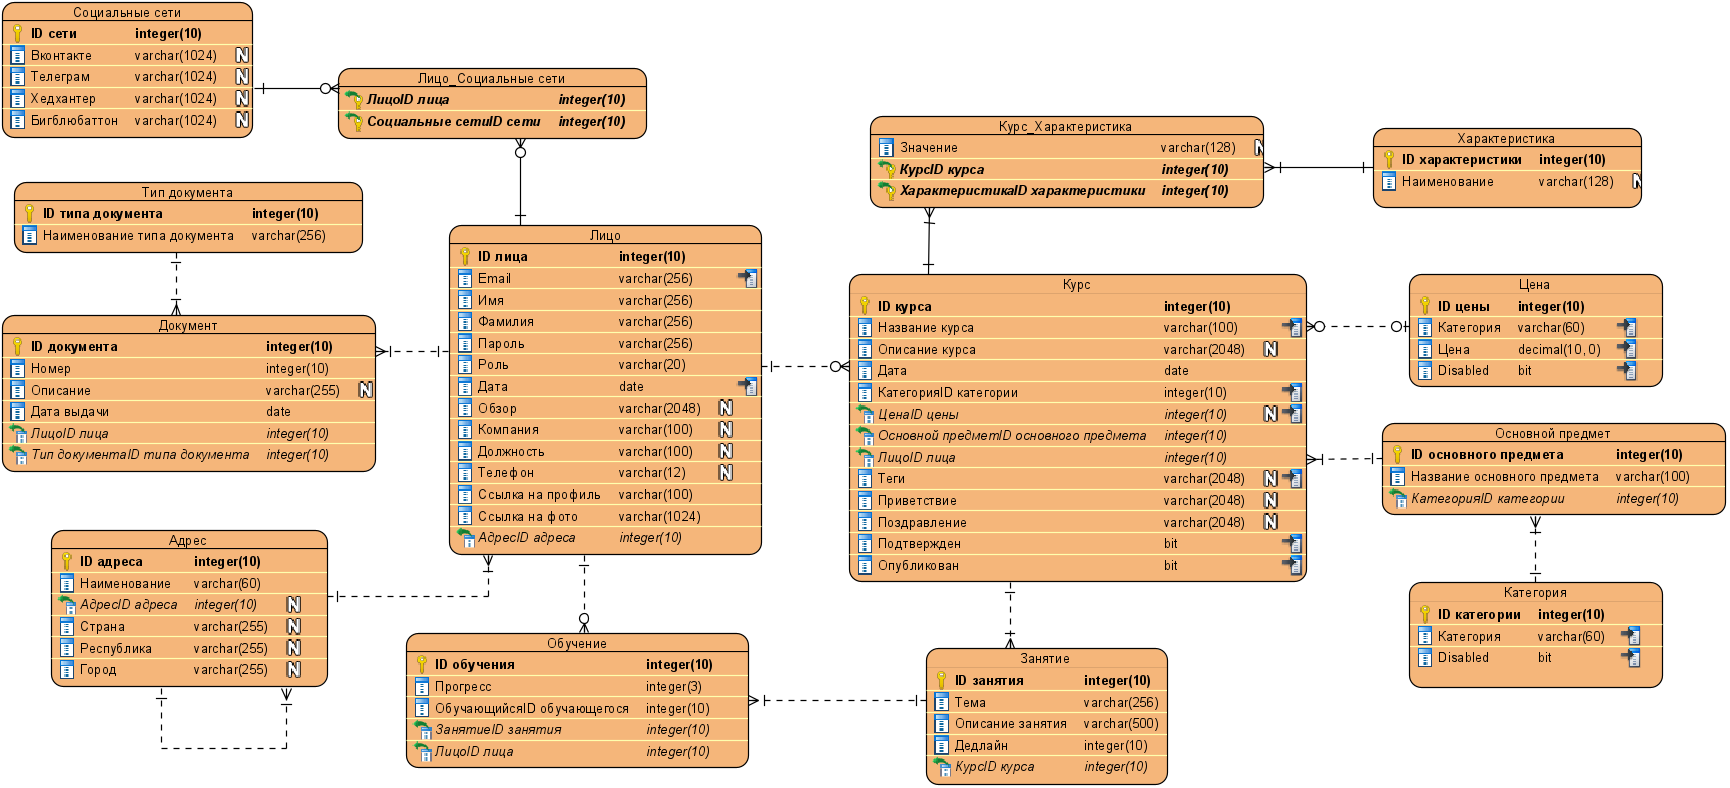 Социальные сети
ID сети integer(10)
Вконтакте varchar(1024) N
Телеграм varchar(1024) N
Хедхантер varchar(1024) N
Бигблюбаттон varchar(1024) N
Лицо_Социальные сети
ЛицоID лица integer(10)
Социальные сетиID сети integer(10)
Тип документа
ID типа документа integer(10)
Наименование типа документа varchar(256)
Документ
ID документа integer(10)
Номер integer(10)
Описание varchar(255) N
Дата выдачи date
ЛицоID лица integer(10)
Тип документаID типа документа integer(10)
Лицо
ID лица integer(10)
Email varchar(256)
Имя varchar(256)
Фамилия varchar(256)
Пароль varchar(256)
Роль varchar(20)
Дата date
Обзор varchar(2048) N
Компания varchar(100) N
Должность varchar(100) N
Телефон varchar(12) N
Ссылка на профиль varchar(100)
Ссылка на фото varchar(1024)
АдресID адреса integer(10)
Адрес
ID адреса integer(10)
Наименование varchar(60)
АдресID адреса integer(10) N
Страна varchar(255) N
Республика varchar(255) N
Город varchar(255) N
Обучение
ID обучения integer(10)
Прогресс integer(3)
ОбучающийсяID обучающегося integer(10)
ЗанятиеID занятия integer(10)
ЛицоID лица integer(10)
Курс_Характеристика
Значение varchar(128) N
КурсID курса integer(10)
ХарактеристикаID характеристики integer(10)
Характеристика
ID характеристики integer(10)
Наименование varchar(128) N
Курс
ID курса integer(10)
Название курса varchar(100)
Описание курса varchar(2048) N
Дата date
КатегорияID категории integer(10)
ЦенаID цены integer(10) N
Основной предметID основного предмета integer(10)
ЛицоID лица integer(10)
Теги varchar(2048) N
Приветствие varchar(2048) N
Поздравление varchar(2048) N
Подтвержден bit
Опубликован bit
Цена
ID цены integer(10)
Категория varchar(60)
Цена decimal(10, 0)
Disabled bit
Основной предмет
ID основного предмета integer(10)
Название основного предмета varchar(100)
КатегорияID категории integer(10)
Категория
ID категории integer(10)
Категория varchar(60)
Disabled bit
Занятие
ID занятия integer(10)
Тема varchar(256)
Описание занятия varchar(500)
Дедлайн integer(10)
КурсID курса integer(10)